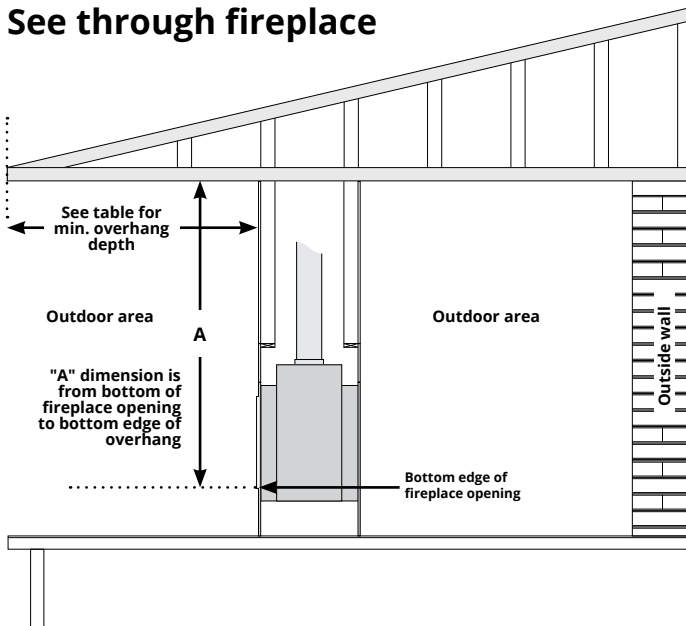 See through fireplace
See table for
min. overhang
depth
Outdoor area
A
Outdoor area
Outside wall
"A" dimension is
from bottom of
fireplace opening
to bottom edge of
overhang
Bottom edge of
fireplace opening